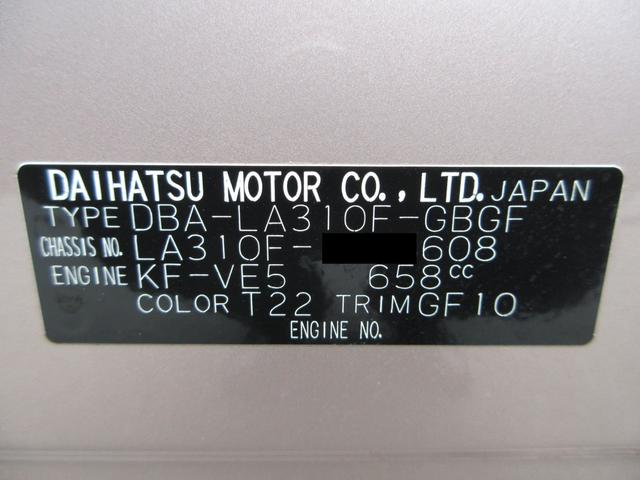 DAIHATSU MOTOR CO., LTD. JAPAN
TYPE DBA-LA310F-GBGF
CHASSIS NO. LA310F- 608
ENGINE KF-VE5 658cc
COLOR T22 TRIM GF10
ENGINE NO.